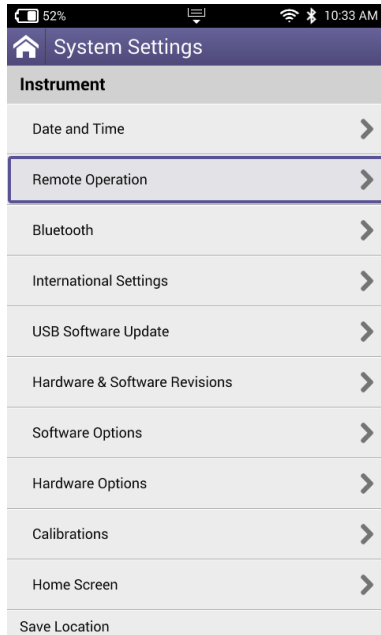 52%
10:33 AM
System Settings
Instrument
Date and Time
Remote Operation
Bluetooth
International Settings
USB Software Update
Hardware & Software Revisions
Software Options
Hardware Options
Calibrations
Home Screen
Save Location